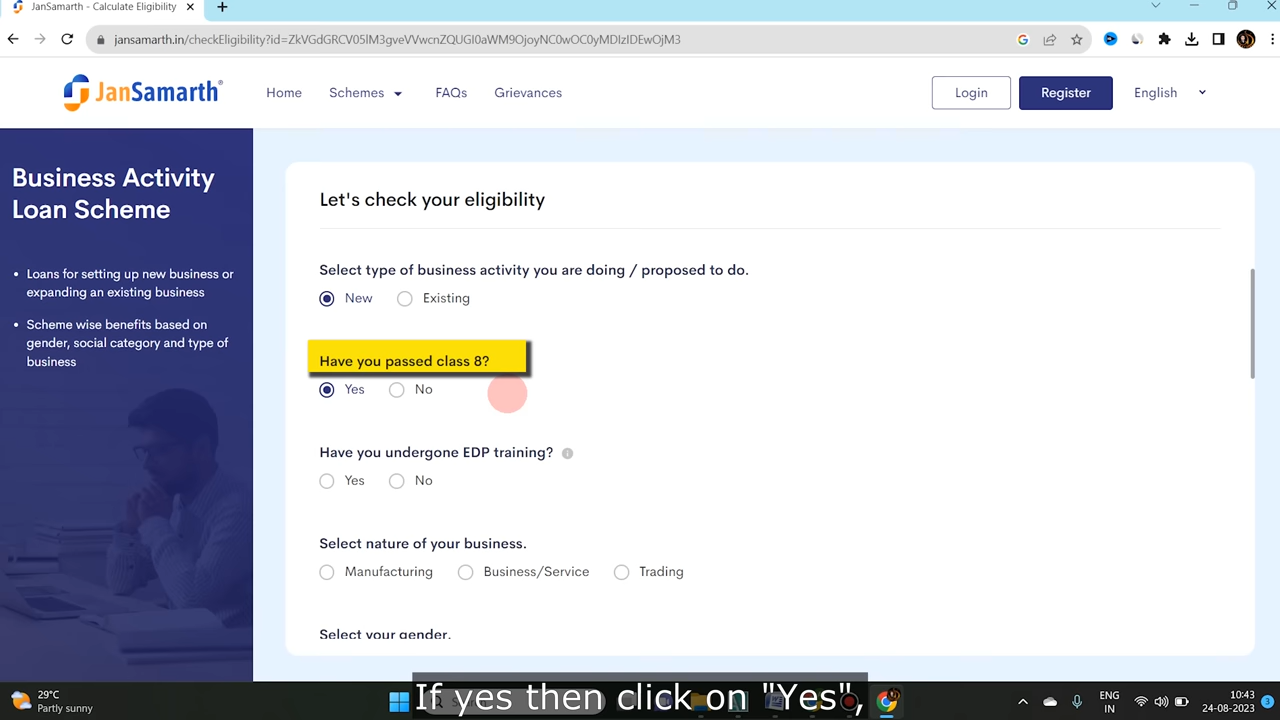 JanSamarth - Calculate Eligibility
jansamarth.in/checkEligibility?id=ZkVGdGRCV05lM3gveVVwcnZQUGI0aWM9OjoyNC0wOC0yMDIzIDEwOjM3
JanSamarth
Home
Schemes
FAQs
Grievances
Login
Register
English
Business Activity
Loan Scheme
• Loans for setting up new business or
expanding an existing business
• Scheme wise benefits based on
gender, social category and type of
business
Let's check your eligibility
Select type of business activity you are doing / proposed to do.
New Existing
Have you passed class 8?
Yes No
Have you undergone EDP training?
Yes No
Select nature of your business.
Manufacturing Business/Service Trading
Select your gender.
If yes then click on "Yes",
29°C
Partly sunny
ENG
IN
10:43
24-08-2023
3